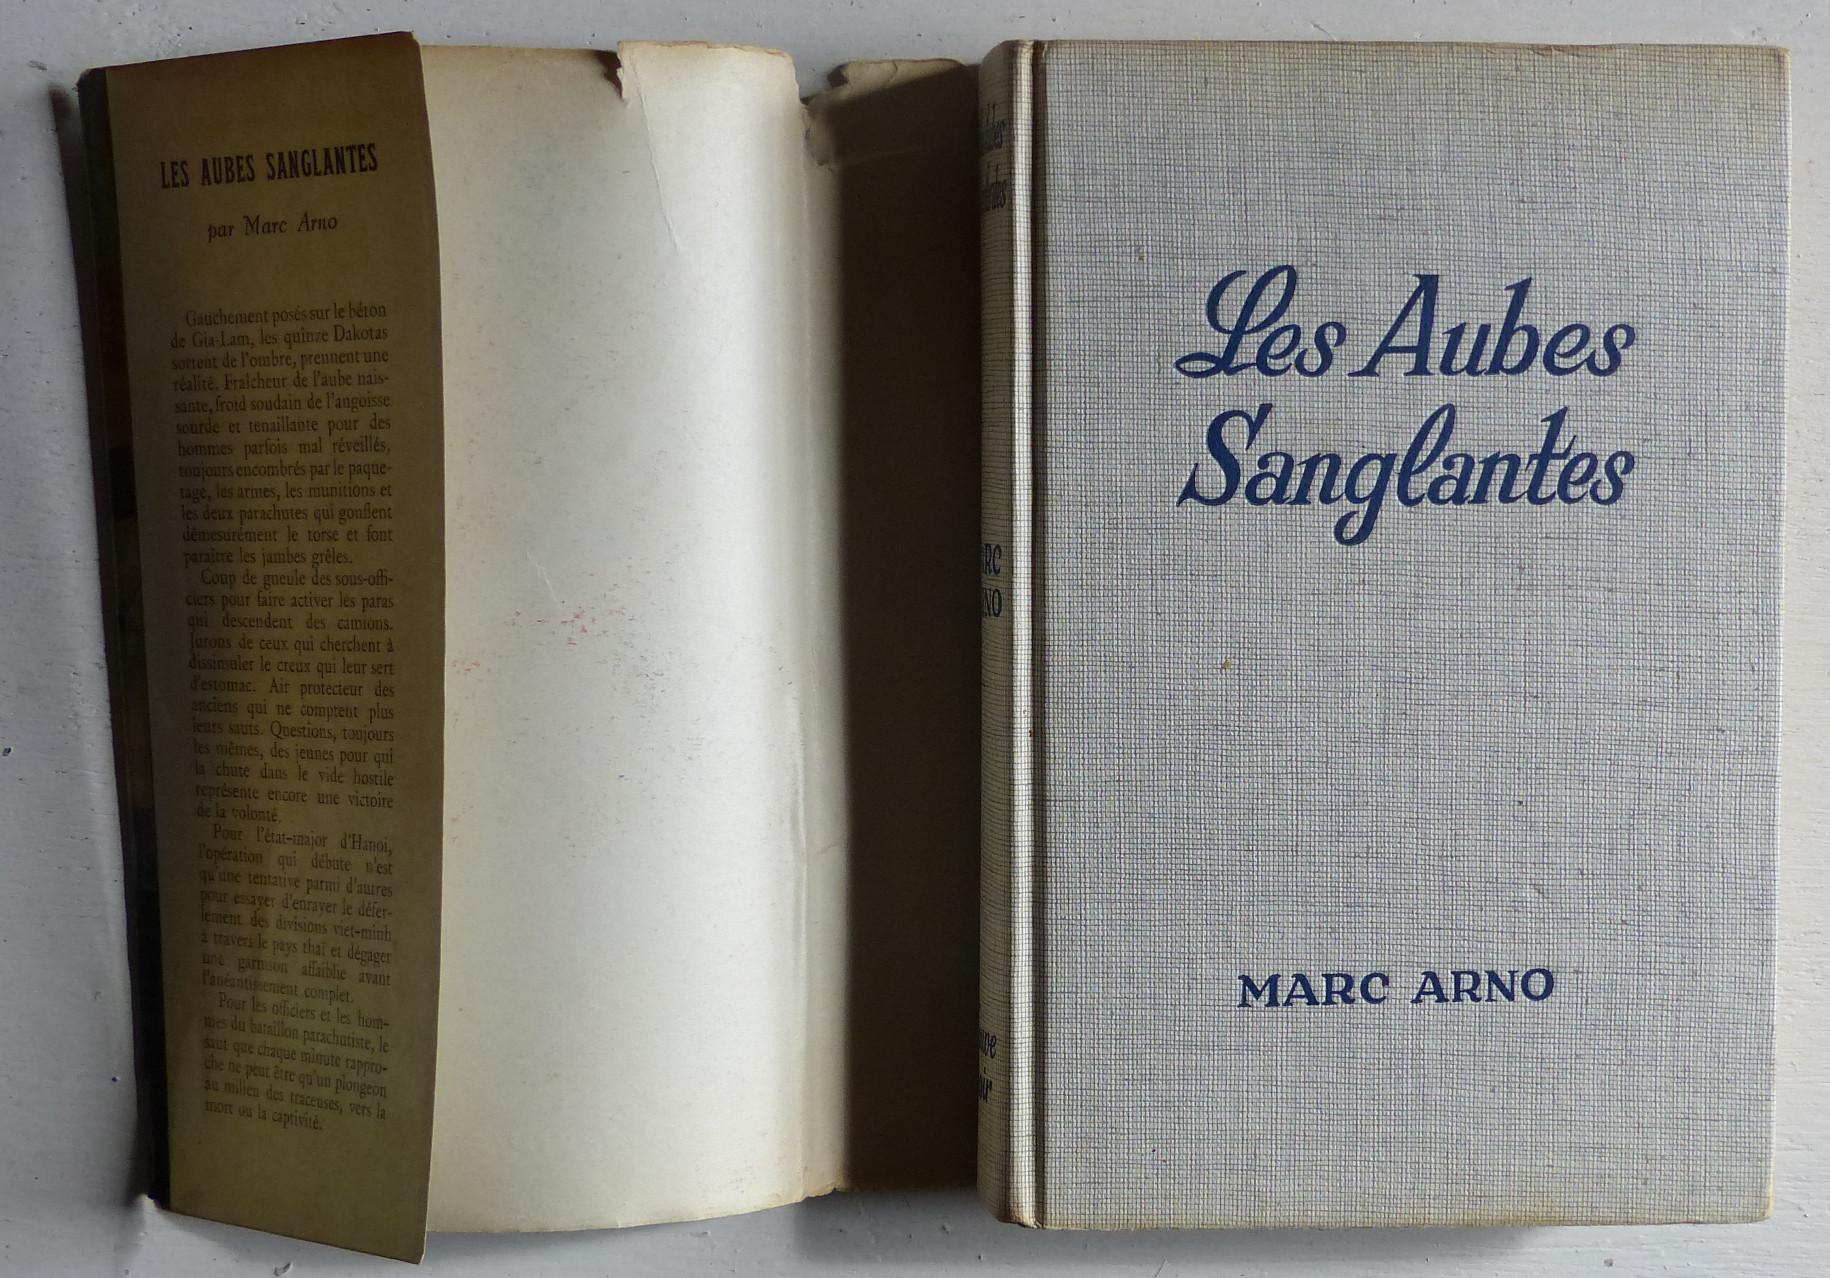 LES AUBES SANGLANTES
par Marc Arno
Gauchement posés sur le béton
de Gia-Lam, les quinze Dakotas
sortent de l'ombre, prennent une
réalité. Fraîcheur de l'aube nais-
sante, froid soudain de l'angoisse
sourde et tenaillante pour des
hommes parfois mal réveillés,
toujours encombrés par le paque-
tage, les armes, les munitions et
les deux parachutes qui gonflent
démesurément le torse et font
paraître les jambes grêles.
Coup de gueule des sous-offi-
ciers pour faire activer les paras
qui descendent des camions.
Jurons de ceux qui cherchent à
dissimuler le creux qui leur sert
d'estomac. Air protecteur des
anciens qui ne comptent plus
leurs sauts. Questions, toujours
les mêmes, des jeunes pour qui
la chute dans le vide hostile
représente encore une victoire
de la volonté.
Pour l'état-major d'Hanoi,
l'opération qui débute n'est
qu'une tentative parmi d'autres
pour essayer d'enrayer le défer-
lement des divisions viet-minh
à travers le pays thaï et dégager
une garnison affaiblie avant
l'anéantissement complet.
Pour les officiers et les hom-
mes du bataillon parachutiste, le
saut que chaque minute rappro-
che ne peut être qu'un plongeon
au milieu des traceuses, vers la
mort ou la captivité.
Les Aubes
Sanglantes
MARC ARNO